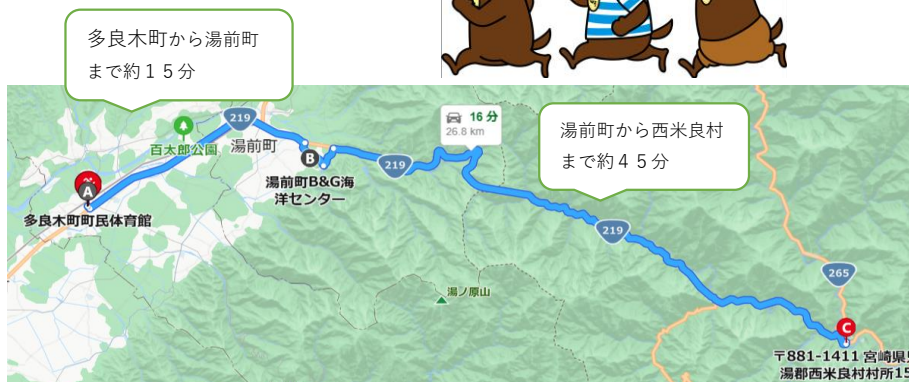 多良木町から湯前町
まで約１５分
16 分
26.8 km
湯前町から西米良村
まで約４５分
219
百太郎公園
湯前町
B
219
湯前町B&G海
洋センター
A
多良木町町民体育館
219
265
湯ノ原山
C
〒881-1411 宮崎県
湯郡西米良村村所15